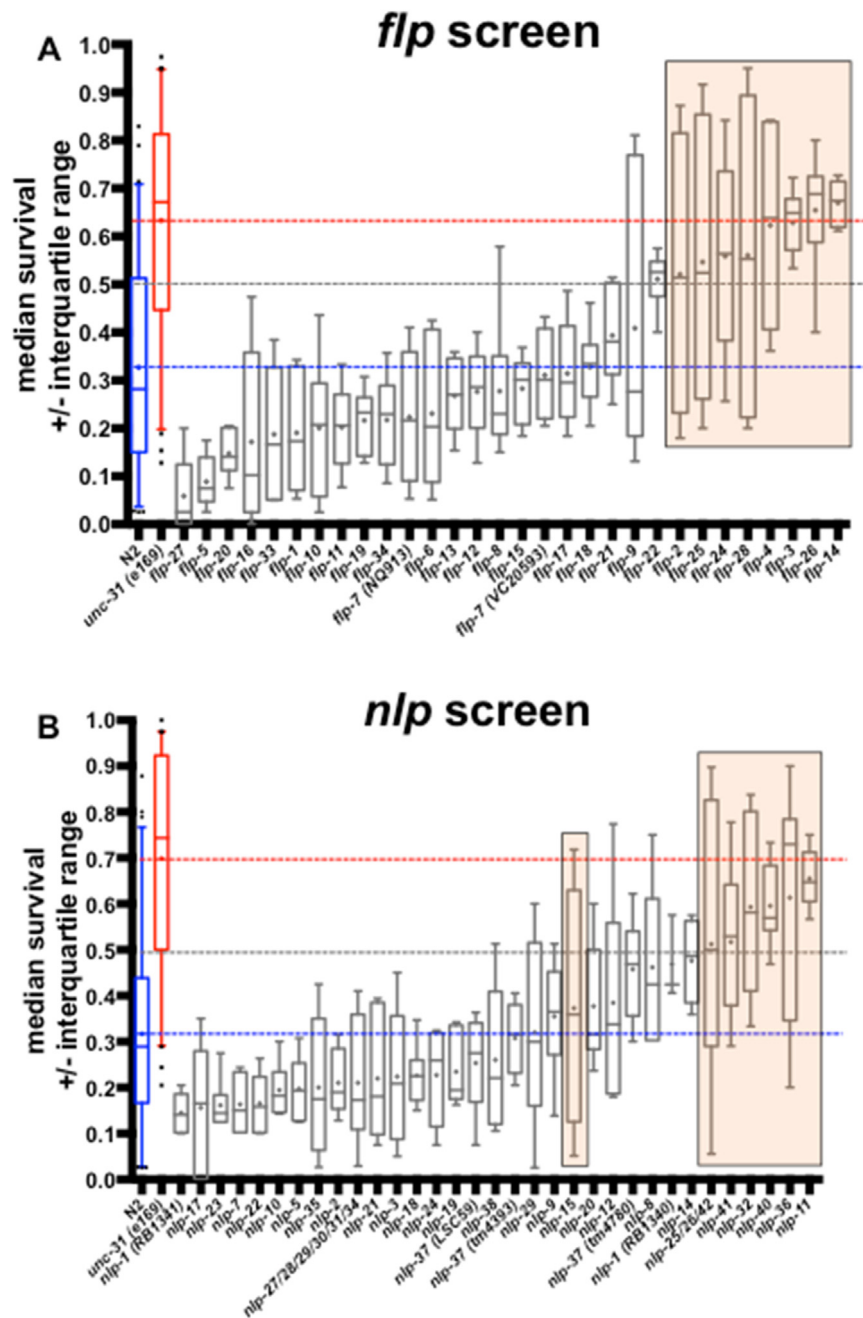 flp screen
A
median survival
+/- interquartile range
1.0
0.9
0.8
0.7
0.6
0.5
0.4
0.3
0.2
0.1
0.0
N2
unc-31 (e169)
flp-27
flp-5
flp-20
flp-16
flp-33
flp-1
flp-10
flp-11
flp-19
flp-34
flp-7 (NQ913)
flp-6
flp-13
flp-12
flp-8
flp-15
flp-7 (VC20593)
flp-17
flp-18
flp-21
flp-9
flp-22
flp-2
flp-25
flp-24
flp-28
flp-4
flp-3
flp-26
flp-14
nlp screen
B
median survival
+/- interquartile range
1.0
0.9
0.8
0.7
0.6
0.5
0.4
0.3
0.2
0.1
0.0
N2
unc-31 (e169)
nlp-1 (RB1341)
nlp-17
nlp-23
nlp-7
nlp-22
nlp-10
nlp-5
nlp-35
nlp-2
nlp-27/28/29/30/31/34
nlp-21
nlp-3
nlp-18
nlp-24
nlp-19
nlp-37 (LSC59)
nlp-38
nlp-37 (tm4393)
nlp-29
nlp-9
nlp-15
nlp-20
nlp-12
nlp-37 (tm4780)
nlp-8
nlp-1 (RB1340)
nlp-14
nlp-25/26/42
nlp-41
nlp-32
nlp-40
nlp-36
nlp-11